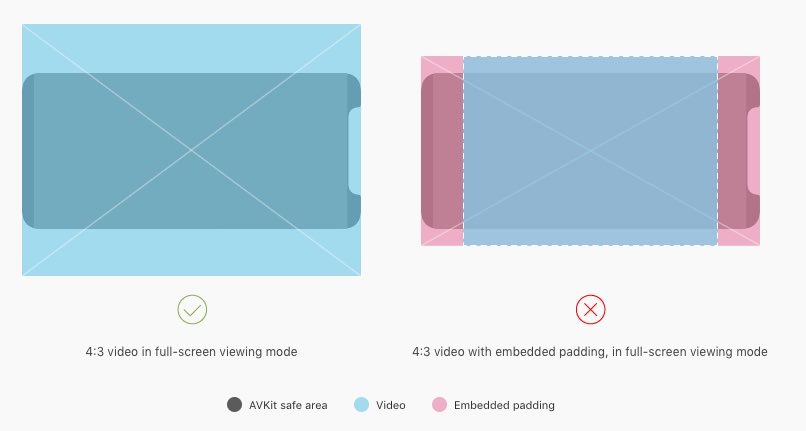 4:3 video in full-screen viewing mode
4:3 video with embedded padding, in full-screen viewing mode
AVKit safe area
Video
Embedded padding